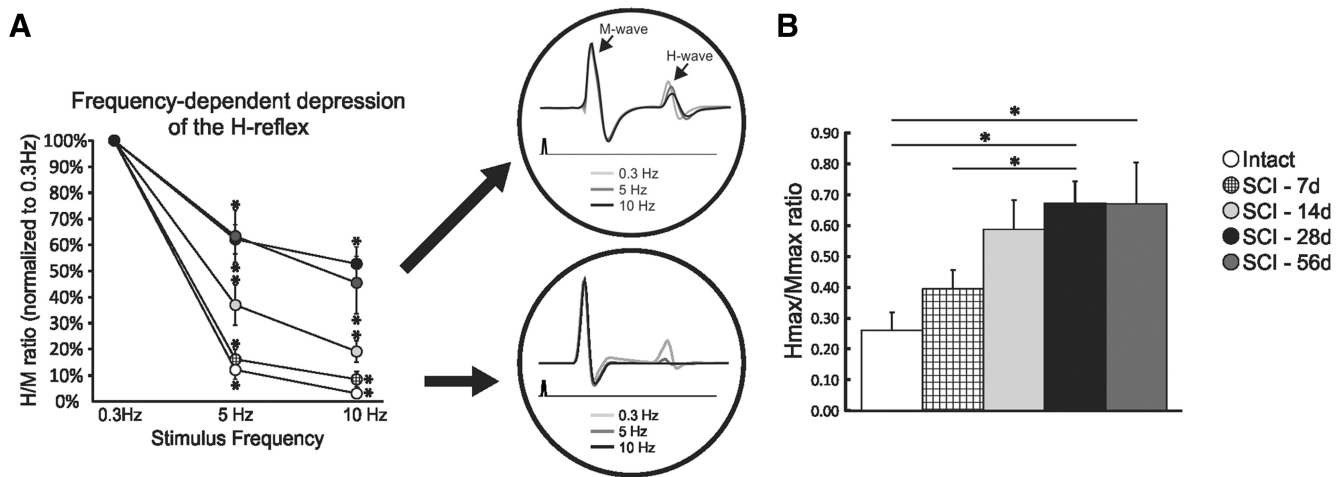 A
Frequency-dependent depression
of the H-reflex
H/M ratio (normalized to 0.3Hz)
100%
90%
80%
70%
60%
50%
40%
30%
20%
10%
0%
*
*
*
*
*
*
*
*
*
*
0.3Hz
5 Hz
10 Hz
Stimulus Frequency
M-wave
H-wave
0.3 Hz
5 Hz
10 Hz
0.3 Hz
5 Hz
10 Hz
B
Hmax/Mmax ratio
0.90
0.80
0.70
0.60
0.50
0.40
0.30
0.20
0.10
0.00
*
*
*
Intact
SCI - 7d
SCI - 14d
SCI - 28d
SCI - 56d